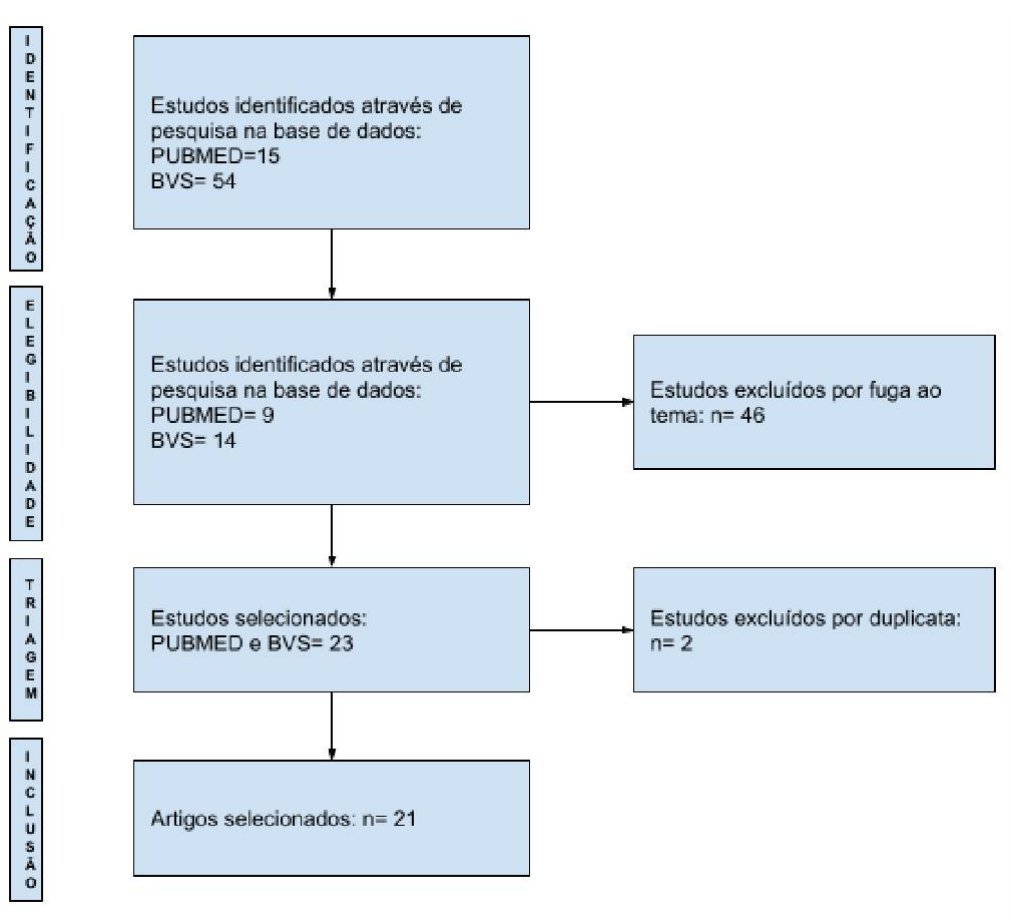 IDENTIFICAÇÃO
Estudos identificados através de
pesquisa na base de dados:
PUBMED=15
BVS= 54
ELEGIBILIDADE
Estudos identificados através de
pesquisa na base de dados:
PUBMED= 9
BVS= 14
Estudos excluídos por fuga ao
tema: n= 46
TRIAGEM
Estudos selecionados:
PUBMED e BVS= 23
Estudos excluídos por duplicata:
n= 2
INCLUSÃO
Artigos selecionados: n= 21